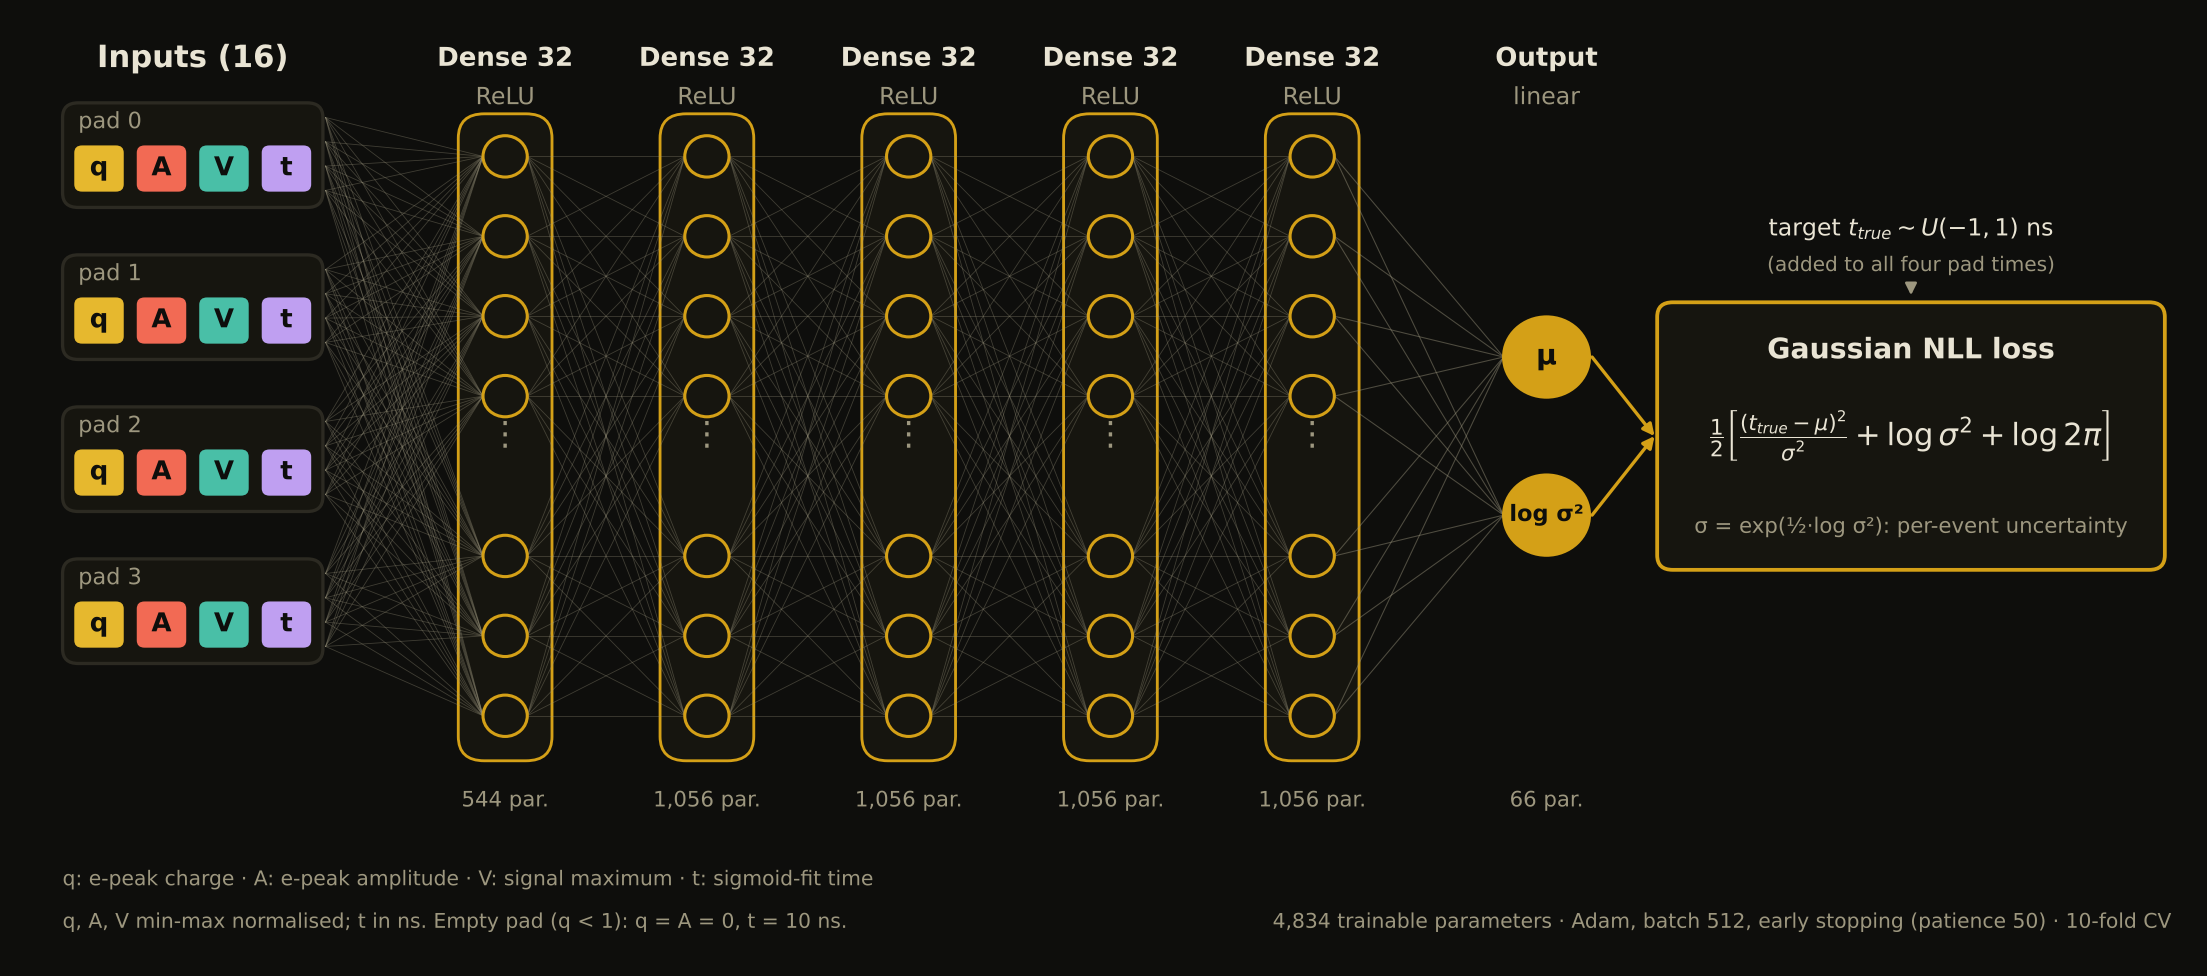 Inputs (16)
Dense 32
Dense 32
Dense 32
Dense 32
Dense 32
Output
ReLU
ReLU
ReLU
ReLU
ReLU
linear
pad 0
q A V t
pad 1
q A V t
pad 2
q A V t
pad 3
q A V t
⋮
⋮
⋮
⋮
⋮
μ
log σ²
target t_true ~ U(−1, 1) ns
(added to all four pad times)
Gaussian NLL loss
½[(t_true − μ)²/σ² + log σ² + log 2π]
σ = exp(½·log σ²): per-event uncertainty
544 par.
1,056 par.
1,056 par.
1,056 par.
1,056 par.
66 par.
q: e-peak charge · A: e-peak amplitude · V: signal maximum · t: sigmoid-fit time
q, A, V min-max normalised; t in ns. Empty pad (q < 1): q = A = 0, t = 10 ns.
4,834 trainable parameters · Adam, batch 512, early stopping (patience 50) · 10-fold CV